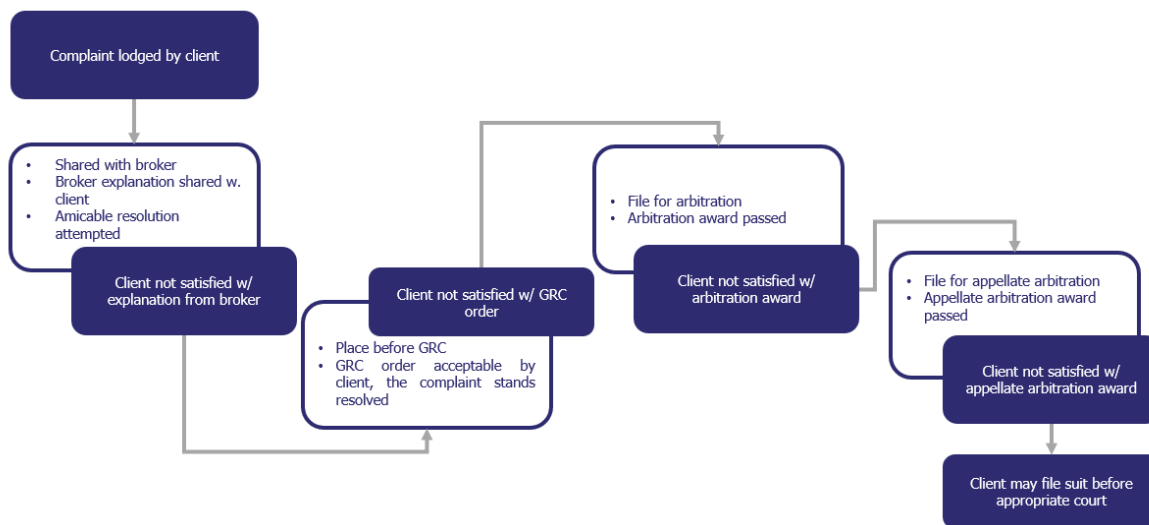 Complaint lodged by client
• Shared with broker
• Broker explanation shared w.
client
• Amicable resolution
attempted
Client not satisfied w/
explanation from broker
Client not satisfied w/ GRC
order
• Place before GRC
• GRC order acceptable by
client, the complaint stands
resolved
• File for arbitration
• Arbitration award passed
Client not satisfied w/
arbitration award
• File for appellate arbitration
• Appellate arbitration award
passed
Client not satisfied w/
appellate arbitration award
Client may file suit before
appropriate court